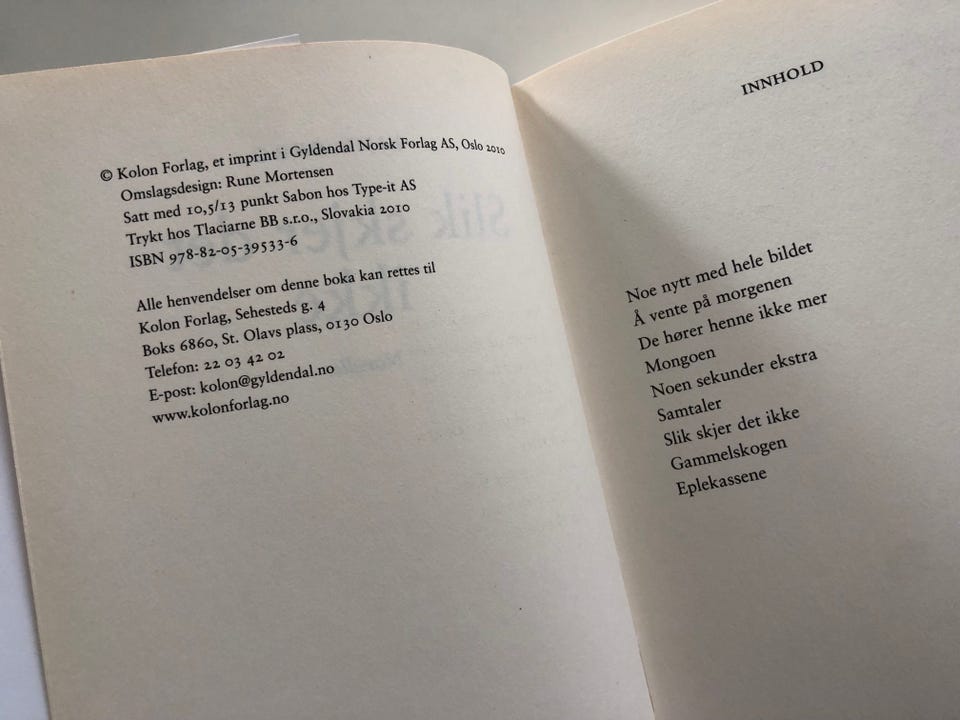 © Kolon Forlag, et imprint i Gyldendal Norsk Forlag AS, Oslo 2010
Omslagsdesign: Rune Mortensen
Satt med 10,5/13 punkt Sabon hos Type-it AS
Trykt hos Tlaciarne BB s.r.o., Slovakia 2010
ISBN 978-82-05-39533-6
Alle henvendelser om denne boka kan rettes til
Kolon Forlag, Sehesteds g. 4
Boks 6860, St. Olavs plass, 0130 Oslo
Telefon: 22 03 42 02
E-post: kolon@gyldendal.no
www.kolonforlag.no
INNHOLD
Noe nytt med hele bildet
Å vente på morgenen
De hører henne ikke mer
Mongoen
Noen sekunder ekstra
Samtaler
Slik skjer det ikke
Gammelskogen
Eplekassene